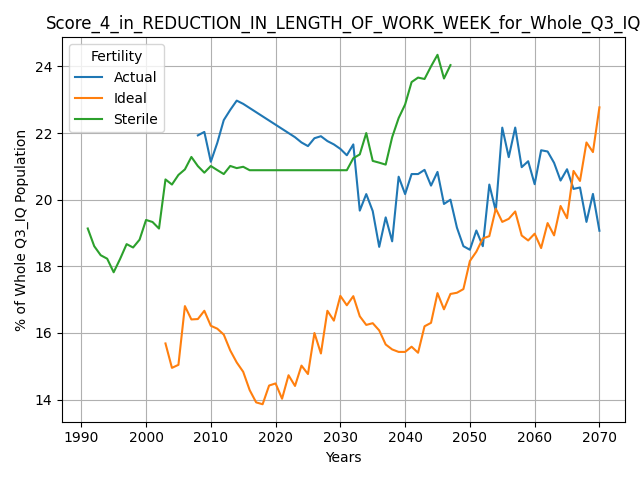 Score_4_in_REDUCTION_IN_LENGTH_OF_WORK_WEEK_for_Whole_Q3_IQ
Fertility
Actual
Ideal
Sterile
% of Whole Q3_IQ Population
24
22
20
18
16
14
1990 2000 2010 2020 2030 2040 2050 2060 2070
Years